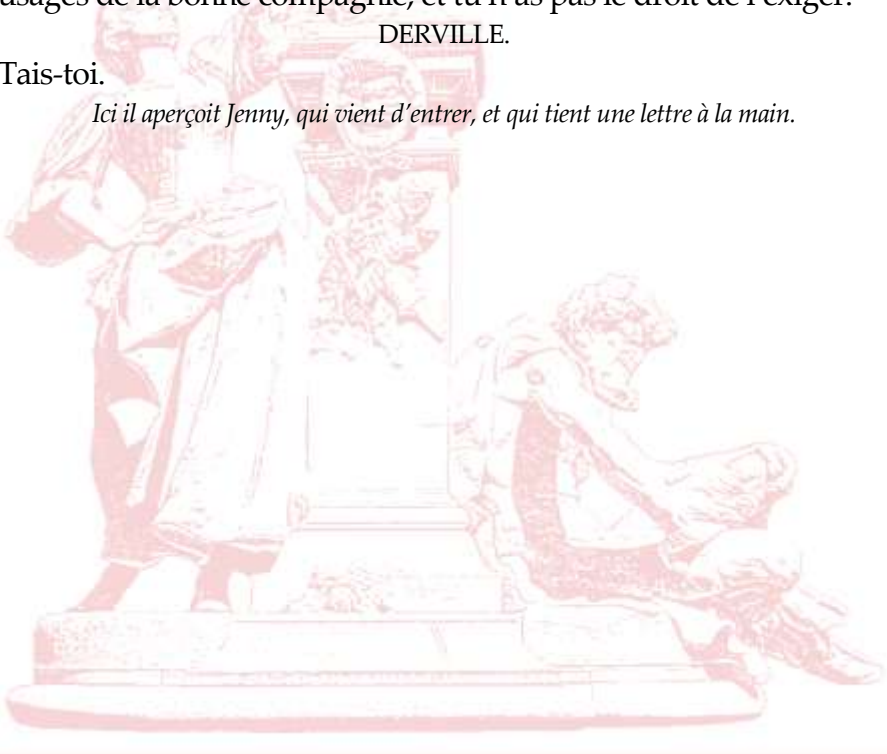 usages de la bonne compagnie, et tu n'as pas le droit de l'exiger.
DERVILLE.
Tais-toi.
Ici il aperçoit Jenny, qui vient d'entrer, et qui tient une lettre à la main.